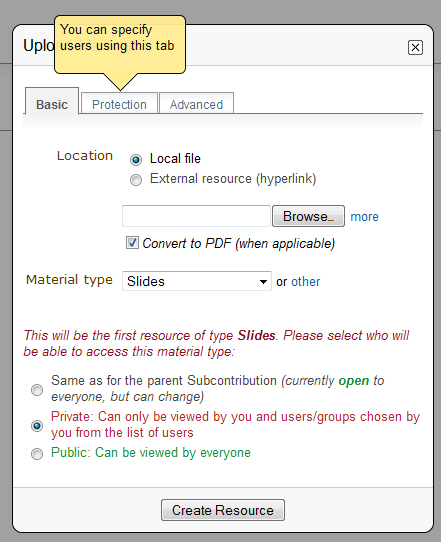 You can specify
users using this tab
Uplo
Basic Protection Advanced
Location Local file
External resource (hyperlink)
Browse... more
Convert to PDF (when applicable)
Material type Slides or other
This will be the first resource of type Slides. Please select who will
be able to access this material type:
Same as for the parent Subcontribution (currently open to
everyone, but can change)
Private: Can only be viewed by you and users/groups chosen by
you from the list of users
Public: Can be viewed by everyone
Create Resource